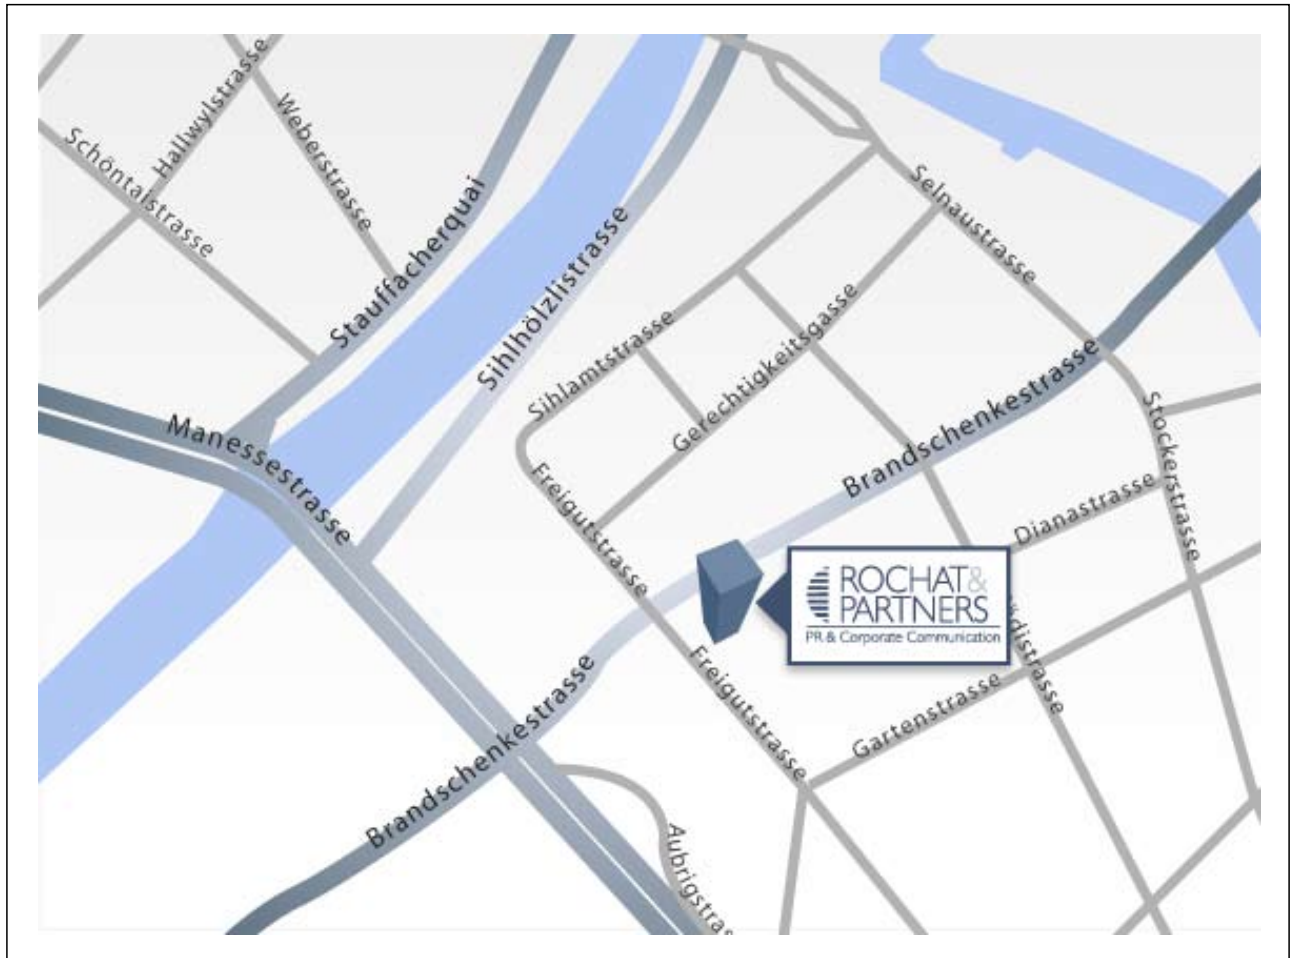 Hallwylstrasse
Weberstrasse
Schöntalstrasse
Stauffacherquai
Sihlhölzlistrasse
Selnaustrasse
Sihlamtstrasse
Gerechtigkeitsgasse
Manessestrasse
Brandschenkestrasse
Stockerstrasse
Freigutstrasse
Dianastrasse
ROCHAT&
PARTNERS
PR & Corporate Communication
Freigutstrasse
Gartenstrasse
Brandschenkestrasse